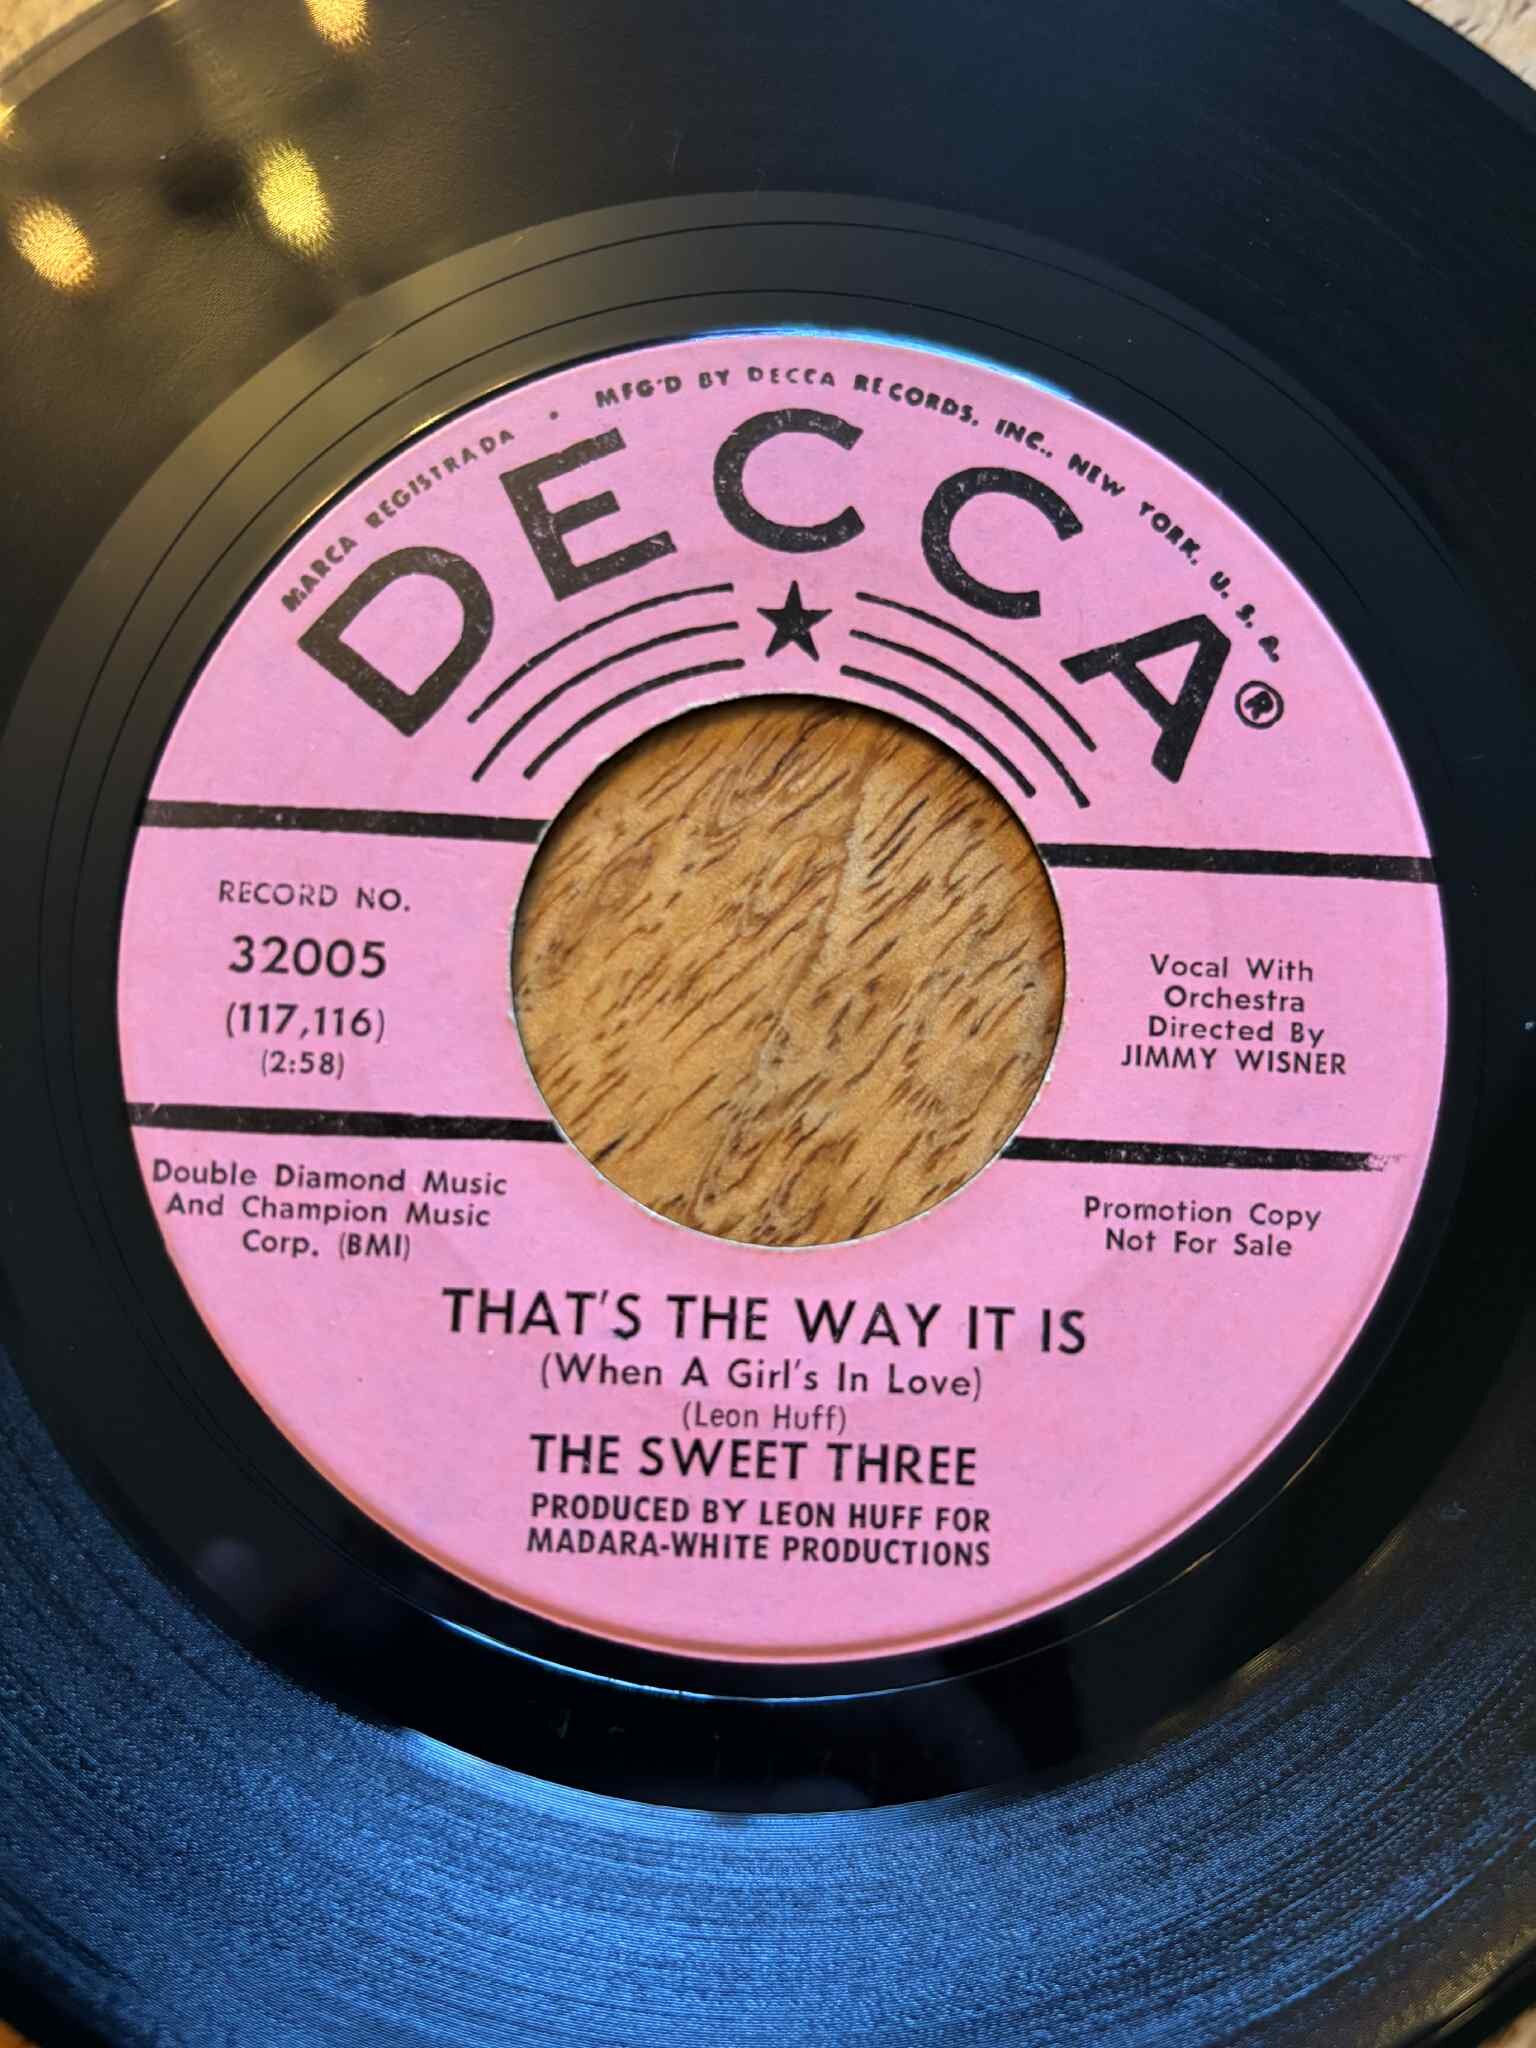 MARCA REGISTRADA • MFG'D BY DECCA RECORDS, INC., NEW YORK, U. S. A.
DECCA®
RECORD NO.
32005
(117,116)
(2:58)
Vocal With
Orchestra
Directed By
JIMMY WISNER
Double Diamond Music
And Champion Music
Corp. (BMI)
Promotion Copy
Not For Sale
THAT'S THE WAY IT IS
(When A Girl's In Love)
(Leon Huff)
THE SWEET THREE
PRODUCED BY LEON HUFF FOR
MADARA-WHITE PRODUCTIONS